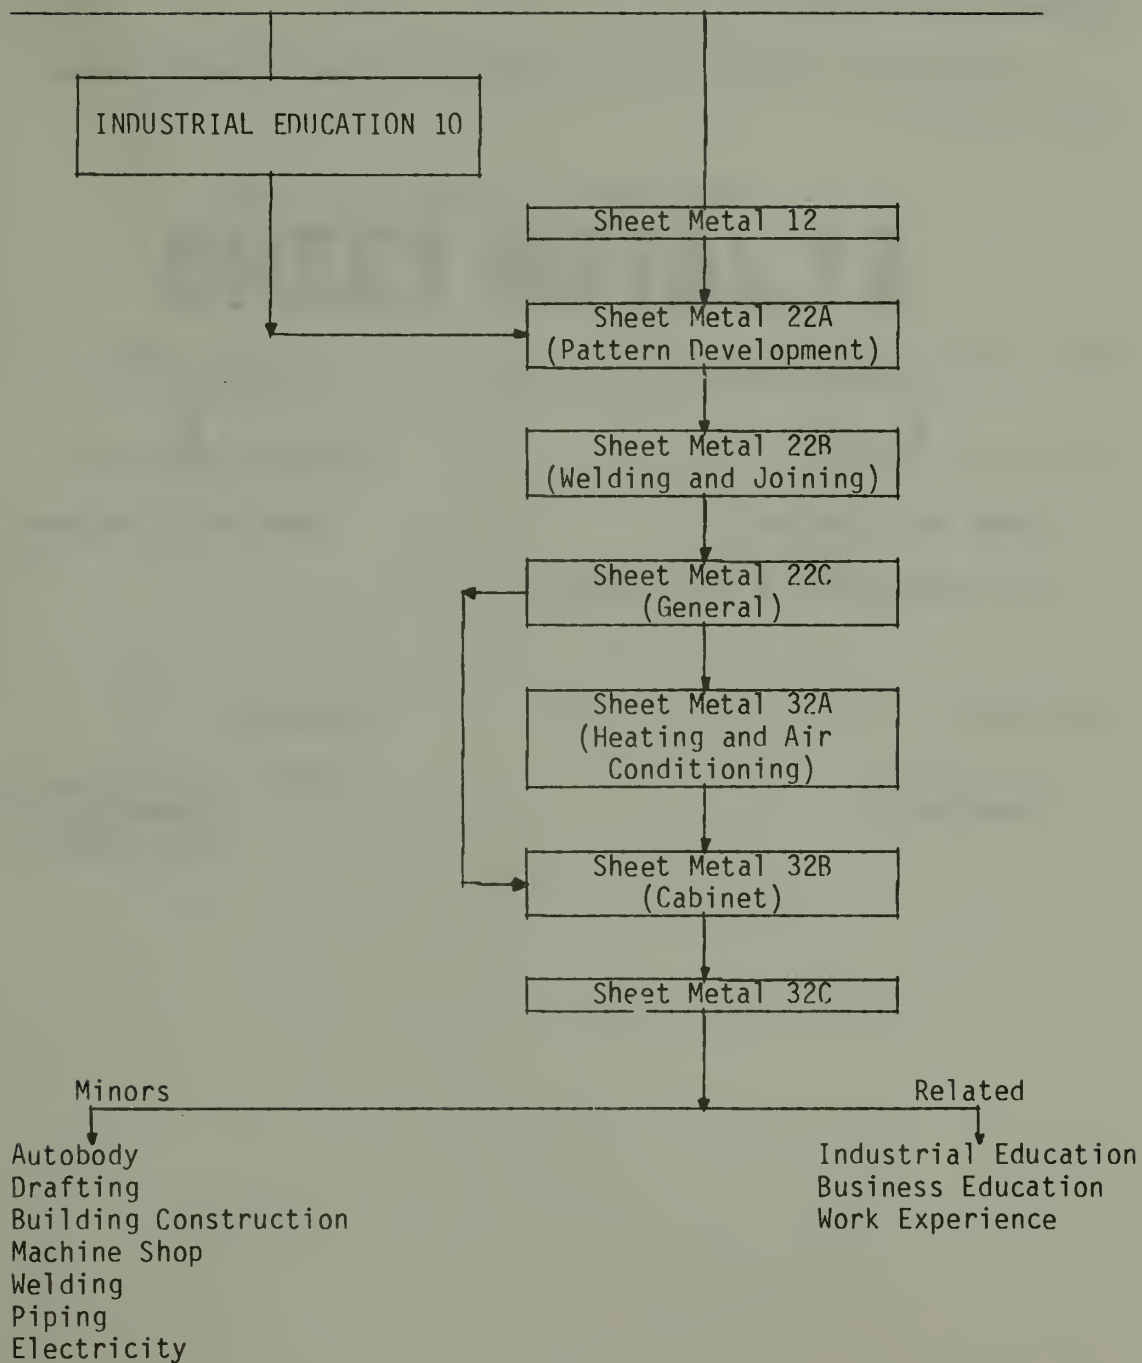 INDUSTRIAL EDUCATION 10
Sheet Metal 12
Sheet Metal 22A
(Pattern Development)
Sheet Metal 22B
(Welding and Joining)
Sheet Metal 22C
(General)
Sheet Metal 32A
(Heating and Air
Conditioning)
Sheet Metal 32B
(Cabinet)
Sheet Metal 32C
Minors
Autobody
Drafting
Building Construction
Machine Shop
Welding
Piping
Electricity
Related
Industrial Education
Business Education
Work Experience